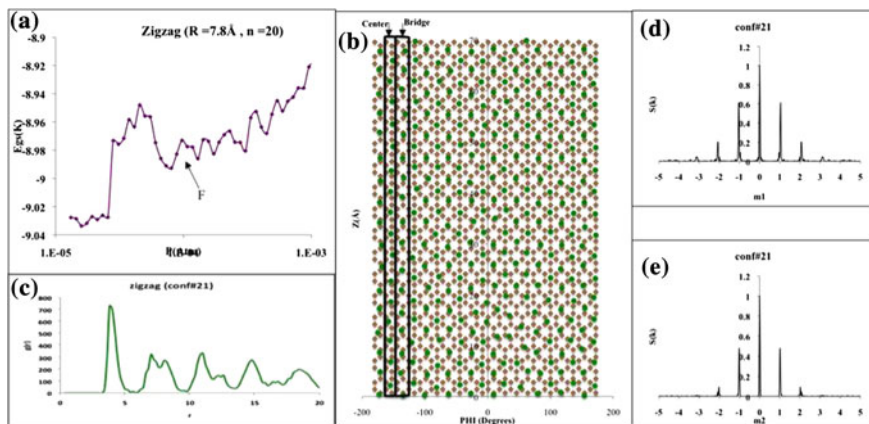 (a)
Zigzag (R =7.8Å , n =20)
Egs(K)
-8.9
-8.92
-8.94
-8.96
-8.98
-9
-9.02
-9.04
F
1.E-05
1.E-03
(b)
Center
Bridge
Z(Å)
70
0
-200
-100
0
100
200
PHI (Degrees)
(c)
zigzag (conf#21)
g(r)
800
700
600
500
400
300
200
100
0
0
5
10
15
20
r
(d)
conf#21
S(k)
1.2
1
0.8
0.6
0.4
0.2
0
-5 -4 -3 -2 -1 0 1 2 3 4 5
m1
(e)
conf#21
S(k)
1.2
1
0.8
0.6
0.4
0.2
0
-5 -4 -3 -2 -1 0 1 2 3 4 5
m2